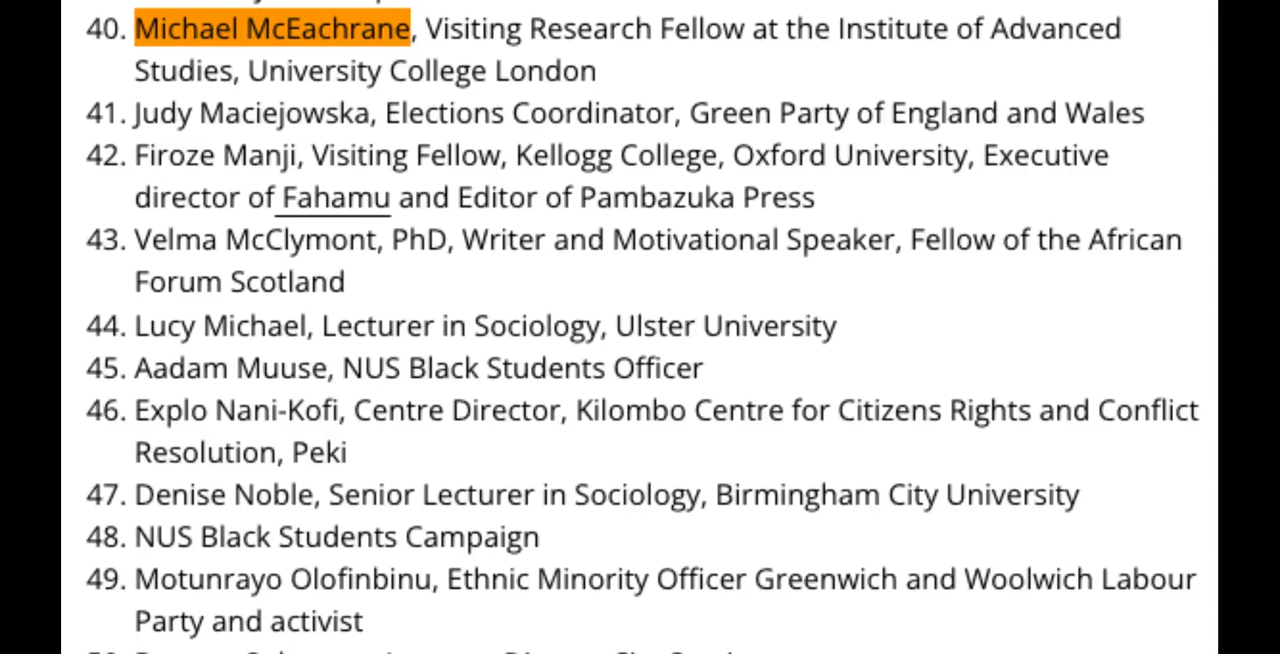 40. Michael McEachrane, Visiting Research Fellow at the Institute of Advanced
Studies, University College London
41. Judy Maciejowska, Elections Coordinator, Green Party of England and Wales
42. Firoze Manji, Visiting Fellow, Kellogg College, Oxford University, Executive
director of Fahamu and Editor of Pambazuka Press
43. Velma McClymont, PhD, Writer and Motivational Speaker, Fellow of the African
Forum Scotland
44. Lucy Michael, Lecturer in Sociology, Ulster University
45. Aadam Muuse, NUS Black Students Officer
46. Explo Nani-Kofi, Centre Director, Kilombo Centre for Citizens Rights and Conflict
Resolution, Peki
47. Denise Noble, Senior Lecturer in Sociology, Birmingham City University
48. NUS Black Students Campaign
49. Motunrayo Olofinbinu, Ethnic Minority Officer Greenwich and Woolwich Labour
Party and activist